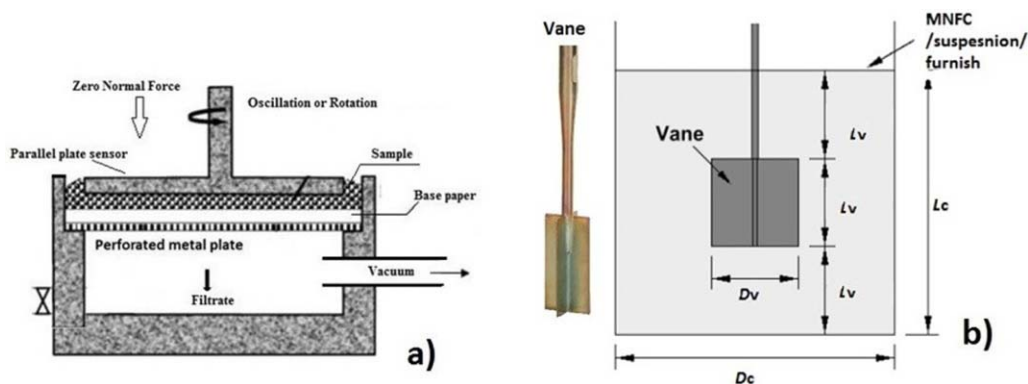 Zero Normal Force
Oscillation or Rotation
Parallel plate sensor
Sample
Base paper
Perforated metal plate
Vacuum
Filtrate
a)
Vane
MNFC
/suspesnion/
furnish
Vane
Lv
Lv
Lv
Lc
Dv
Dc
b)